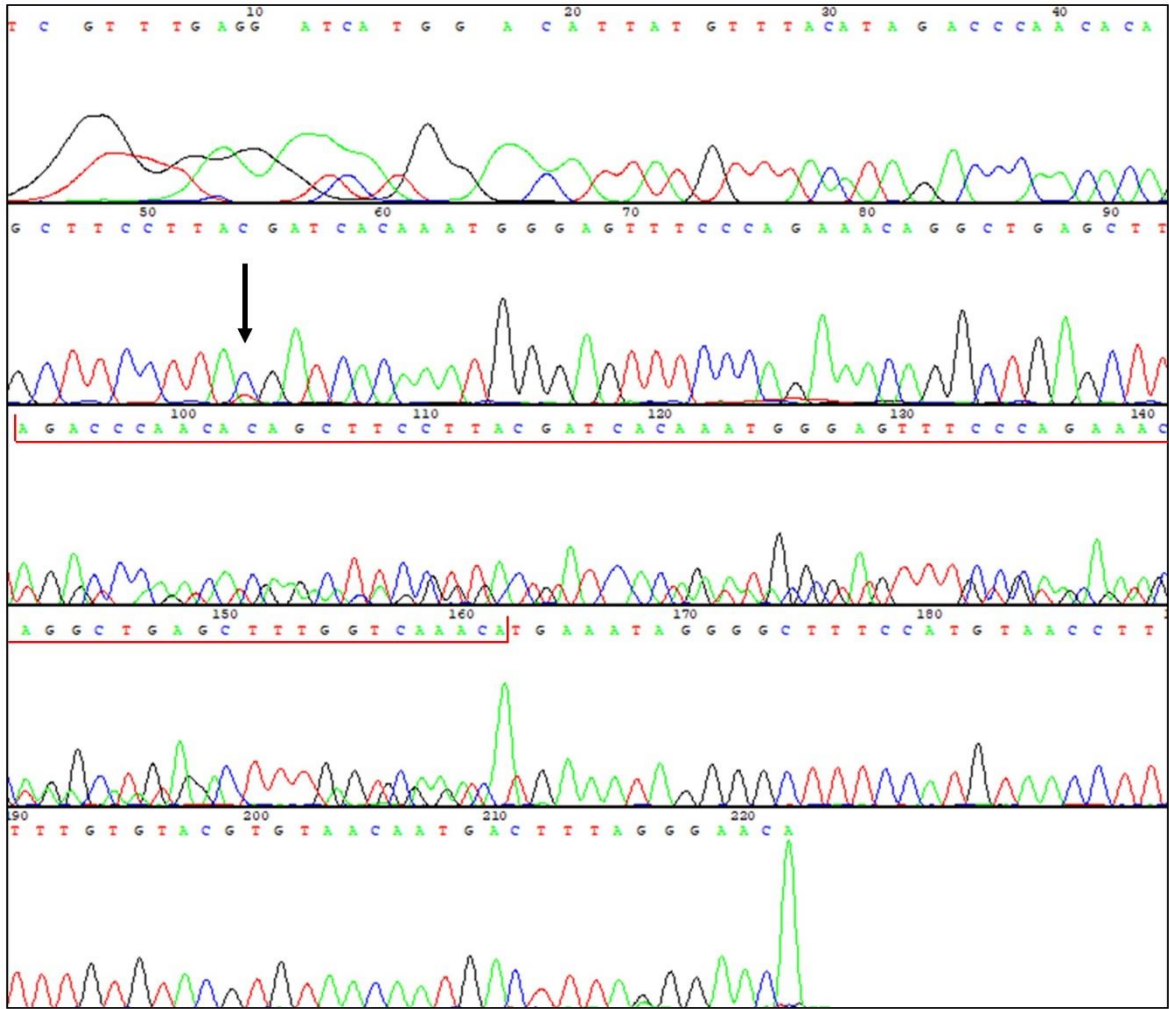 10 20 30 40
T C G T T T G A G G A T C A T G G A C A T T A T G T T T A C A T A G A C C C A A C A C A
50 60 70 80 90
G C T T C C T T A C G A T C A C A A A T G G G A G T T T C C C A G A A A C A G G C T G A G C T T
100 110 120 130 140
A G A C C C A A C A C A G C T T C C T T A C G A T C A C A A A T G G G A G T T T C C C A G A A A C
150 160 170 180
A G G C T G A G C T T T G G T C A A A C A T G A A A T A G G G G C T T T C C A T G T A A C C T T
190 200 210 220
T T T G T G T A C G T G T A A C A A T G A C T T T A G G G A A C A